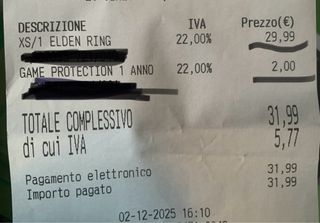 DESCRIZIONE IVA Prezzo(€)
XS/1 ELDEN RING 22,00% 29,99
GAME PROTECTION 1 ANNO 22,00% 2,00
TOTALE COMPLESSIVO 31,99
di cui IVA 5,77
Pagamento elettronico 31,99
Importo pagato 31,99
02-12-2025 16:10